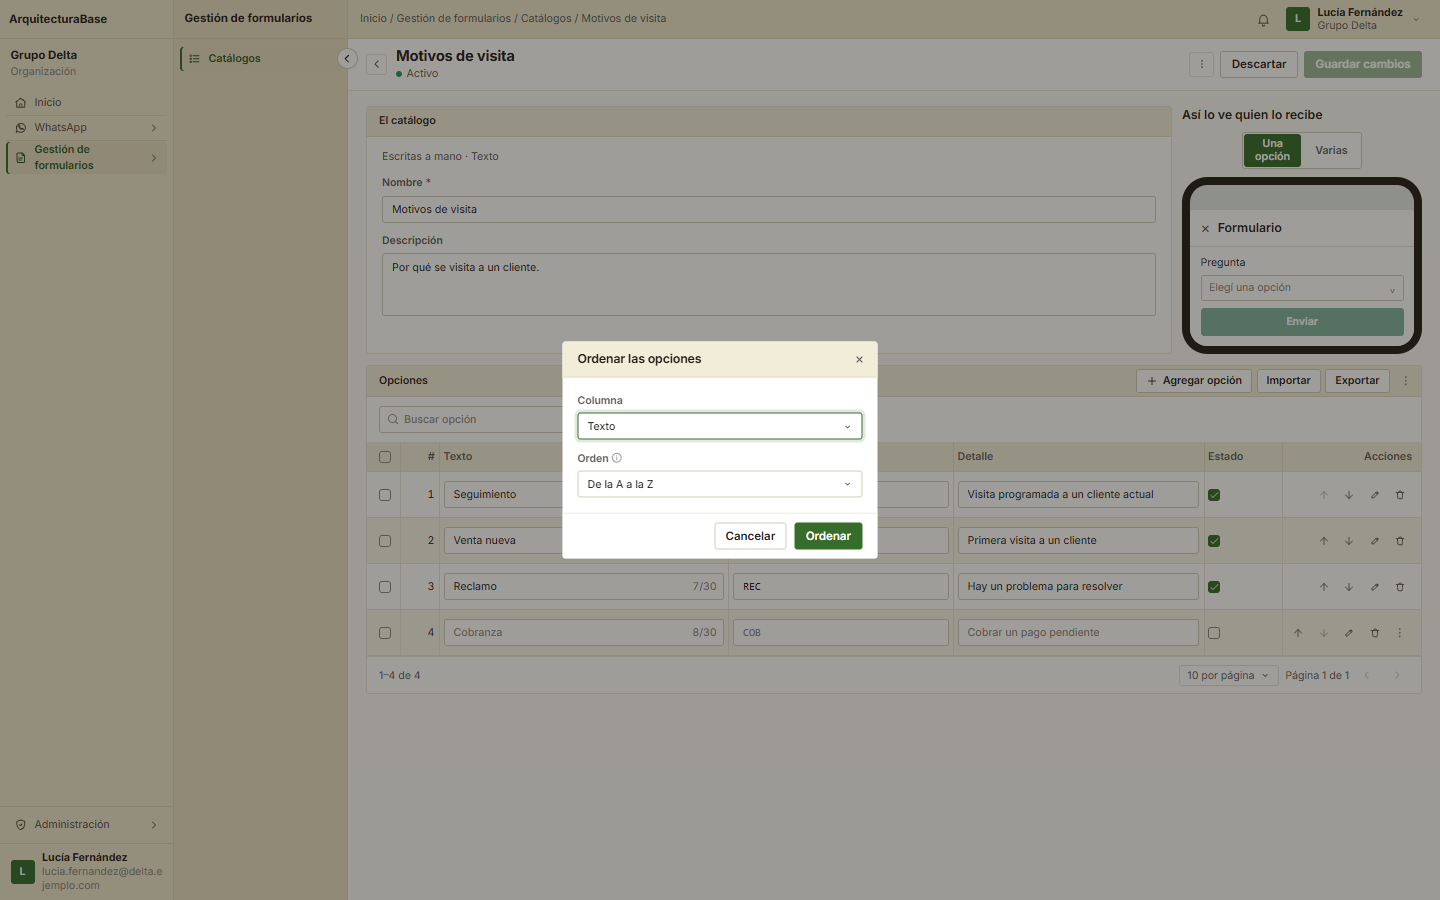 ArquitecturaBase
Grupo Delta
Organización
Inicio
WhatsApp
Gestión de
formularios
Administración
L
Lucía Fernández
lucia.fernandez@delta.e
jemplo.com
Gestión de formularios
Catálogos
Inicio / Gestión de formularios / Catálogos / Motivos de visita
L
Lucía Fernández
Grupo Delta
Motivos de visita
Activo
Descartar
Guardar cambios
El catálogo
Escritas a mano · Texto
Nombre *
Motivos de visita
Descripción
Por qué se visita a un cliente.
Así lo ve quien lo recibe
Una
opción
Varias
Formulario
Pregunta
Elegí una opción
Enviar
Opciones
Agregar opción
Importar
Exportar
Buscar opción
# Texto Detalle Estado Acciones
1 Seguimiento Visita programada a un cliente actual
2 Venta nueva Primera visita a un cliente
3 Reclamo 7/30 REC Hay un problema para resolver
4 Cobranza 8/30 COB Cobrar un pago pendiente
1–4 de 4
10 por página
Página 1 de 1
Ordenar las opciones
Columna
Texto
Orden
De la A a la Z
Cancelar
Ordenar